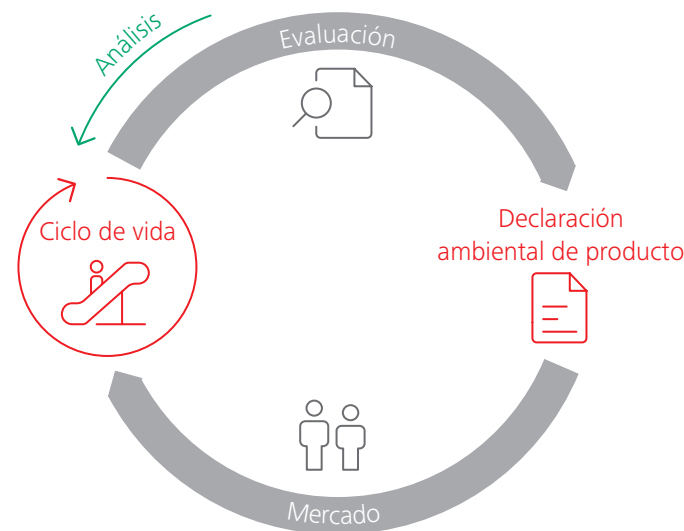 Análisis
Evaluación
Ciclo de vida
Declaración
ambiental de producto
Mercado